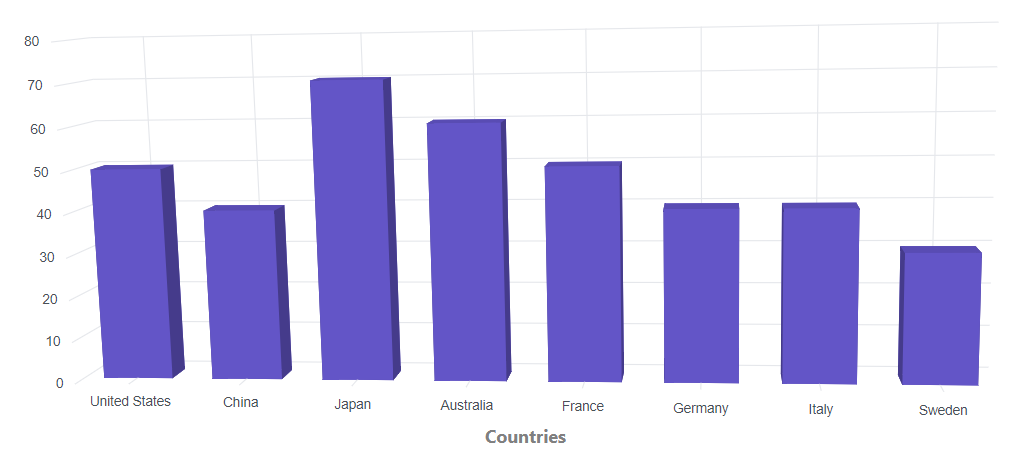 80
70
60
50
40
30
20
10
0
United States
China
Japan
Australia
France
Germany
Italy
Sweden
Countries